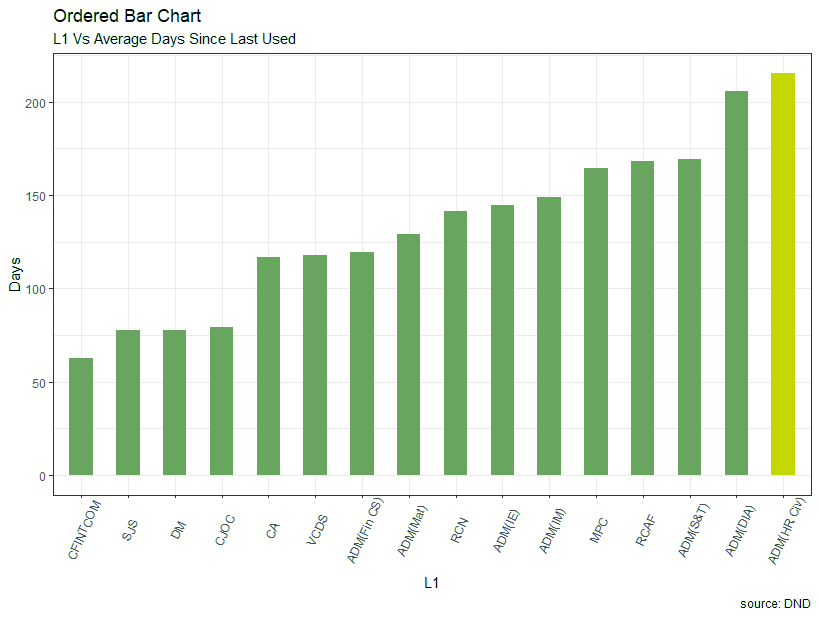 Ordered Bar Chart
L1 Vs Average Days Since Last Used
200
150
100
50
0
Days
CFINTCOM
SJS
DM
CJOC
CA
VCDS
ADM(Fin CS)
ADM(Mat)
RCN
ADM(IE)
ADM(IM)
MPC
RCAF
ADM(S&T)
ADM(DIA)
ADM(HR Civ)
L1
source: DND